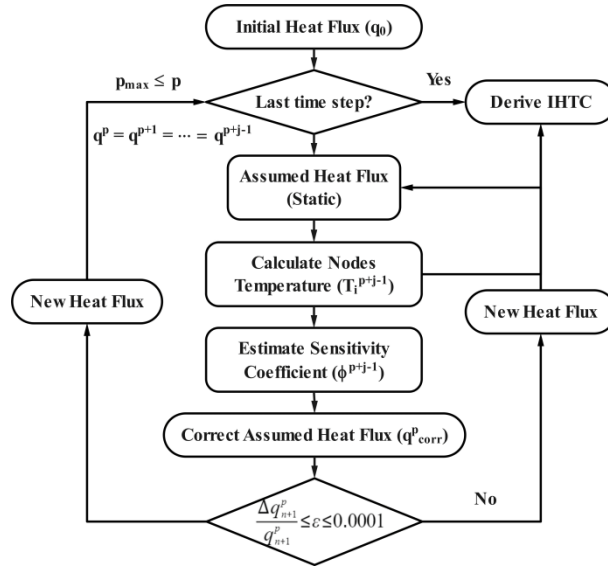 Initial Heat Flux (q₀)
p_max ≤ p
Last time step?
Yes
Derive IHTC
q^p = q^{p+1} = ··· = q^{p+j-1}
Assumed Heat Flux
(Static)
Calculate Nodes
Temperature (T_i^{p+j-1})
New Heat Flux
New Heat Flux
Estimate Sensitivity
Coefficient (ϕ^{p+j-1})
Correct Assumed Heat Flux (q^p_corr)
Δq^p_{n+1} / q^p_{n+1} ≤ ε ≤ 0.0001
No